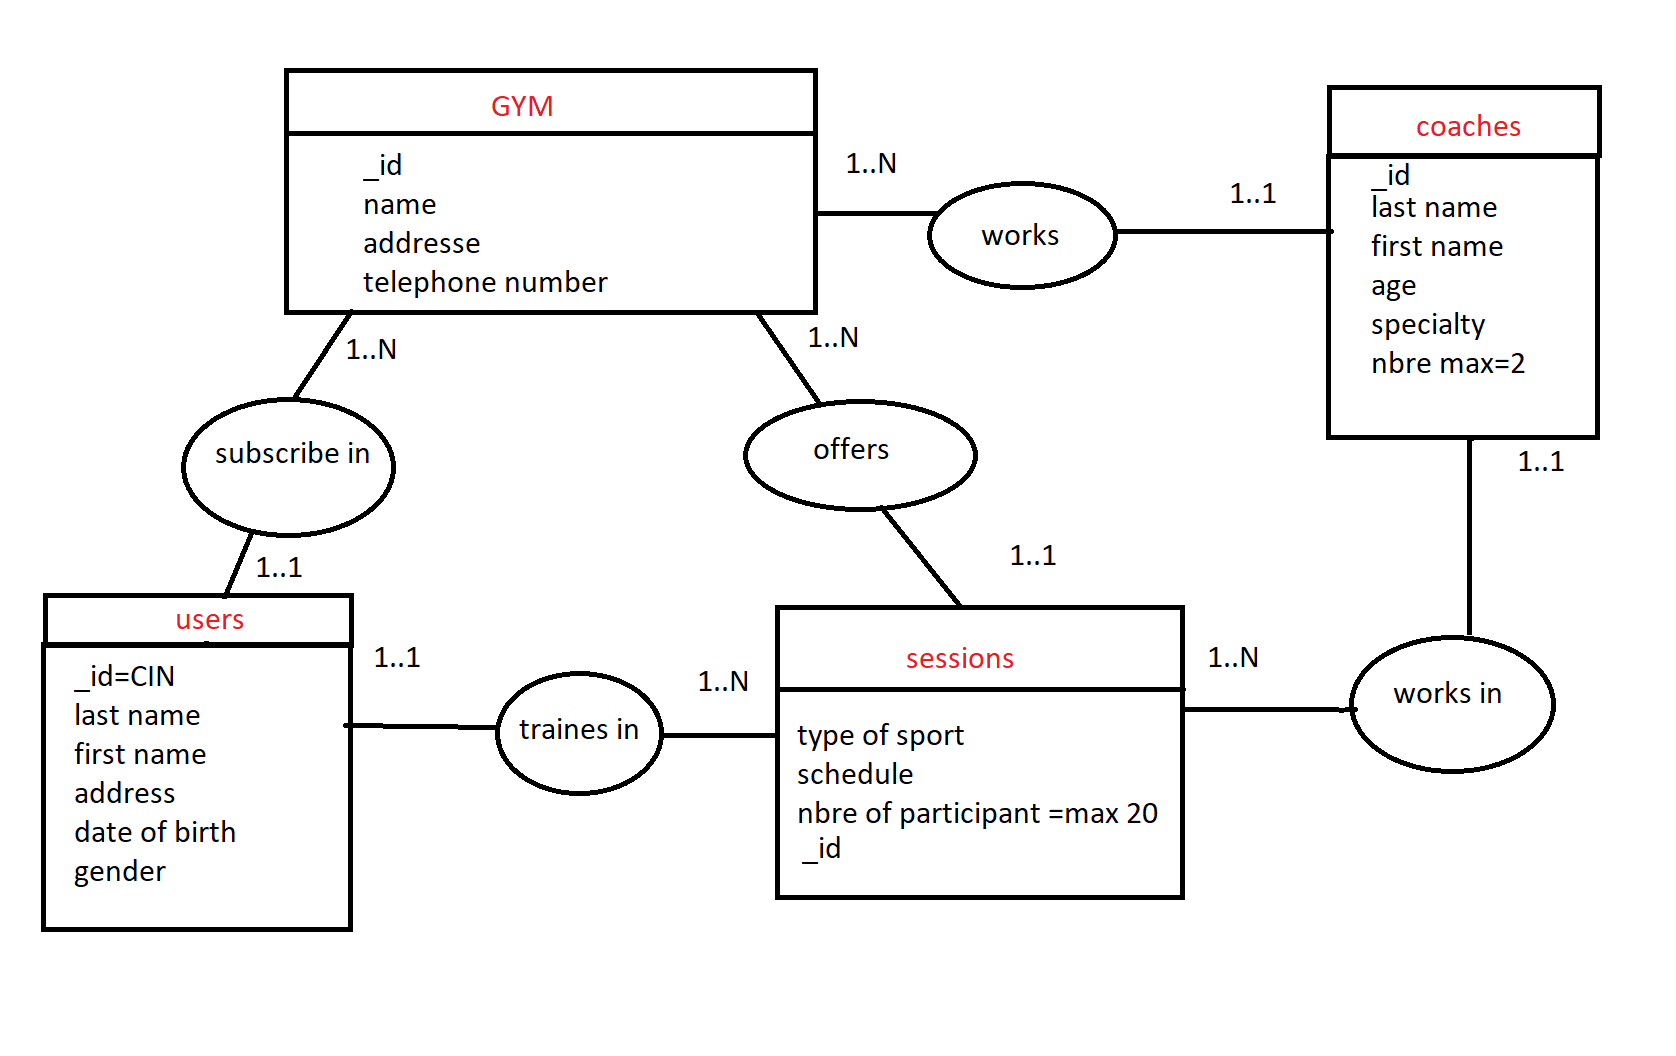 GYM
_id
name
addresse
telephone number
1..N
works
1..1
coaches
_id
last name
first name
age
specialty
nbre max=2
1..N
subscribe in
1..1
1..N
offers
1..1
1..1
users
_id=CIN
last name
first name
address
date of birth
gender
1..1
traines in
1..N
sessions
type of sport
schedule
nbre of participant =max 20
_id
1..N
works in